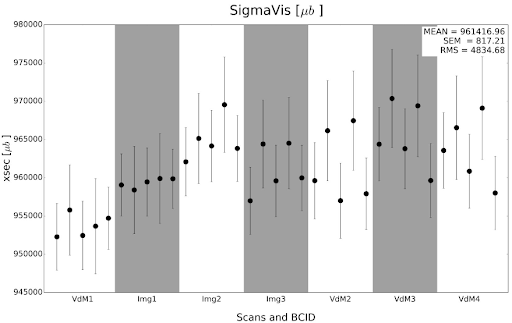 SigmaVis [μb ]
MEAN = 961416.96
SEM = 817.21
RMS = 4834.68
xsec [μb ]
980000
975000
970000
965000
960000
955000
950000
945000
VdM1 Img1 Img2 Img3 VdM2 VdM3 VdM4
Scans and BCID